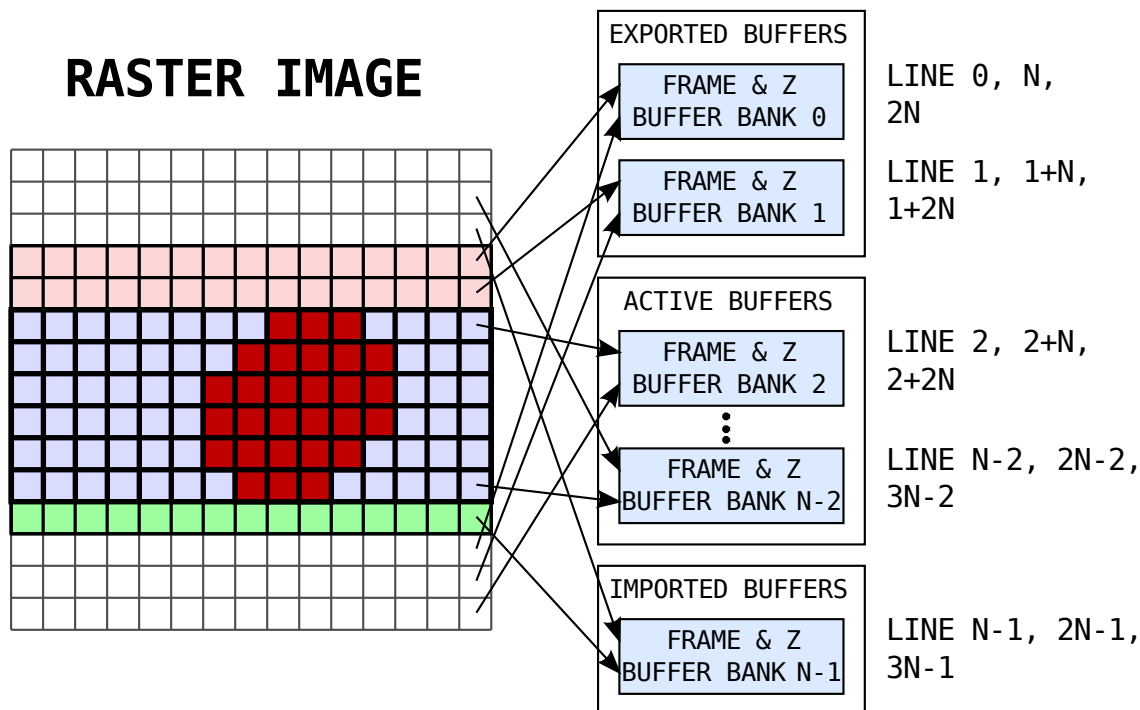 RASTER IMAGE
EXPORTED BUFFERS
FRAME & Z
BUFFER BANK 0
LINE 0, N,
2N
FRAME & Z
BUFFER BANK 1
LINE 1, 1+N,
1+2N
ACTIVE BUFFERS
FRAME & Z
BUFFER BANK 2
LINE 2, 2+N,
2+2N
FRAME & Z
BUFFER BANK N-2
LINE N-2, 2N-2,
3N-2
IMPORTED BUFFERS
FRAME & Z
BUFFER BANK N-1
LINE N-1, 2N-1,
3N-1